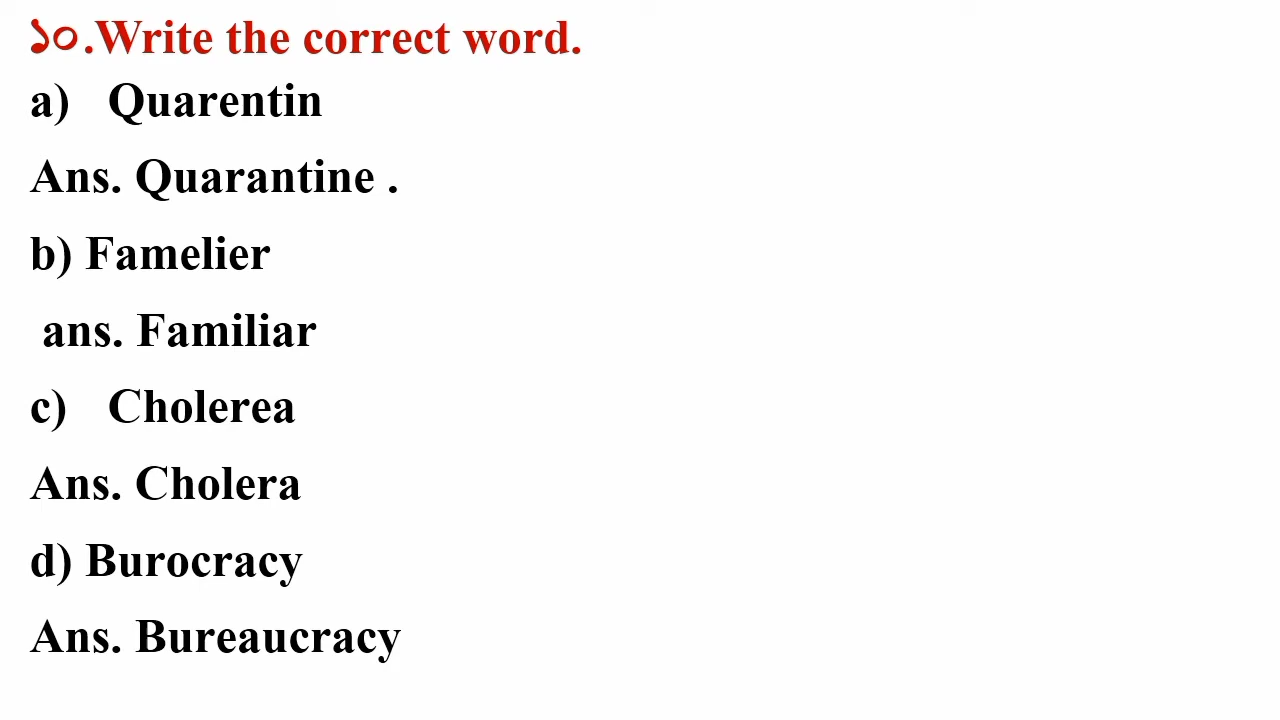 ১০.Write the correct word.
a) Quarentin
Ans. Quarantine .
b) Famelier
ans. Familiar
c) Cholerea
Ans. Cholera
d) Burocracy
Ans. Bureaucracy